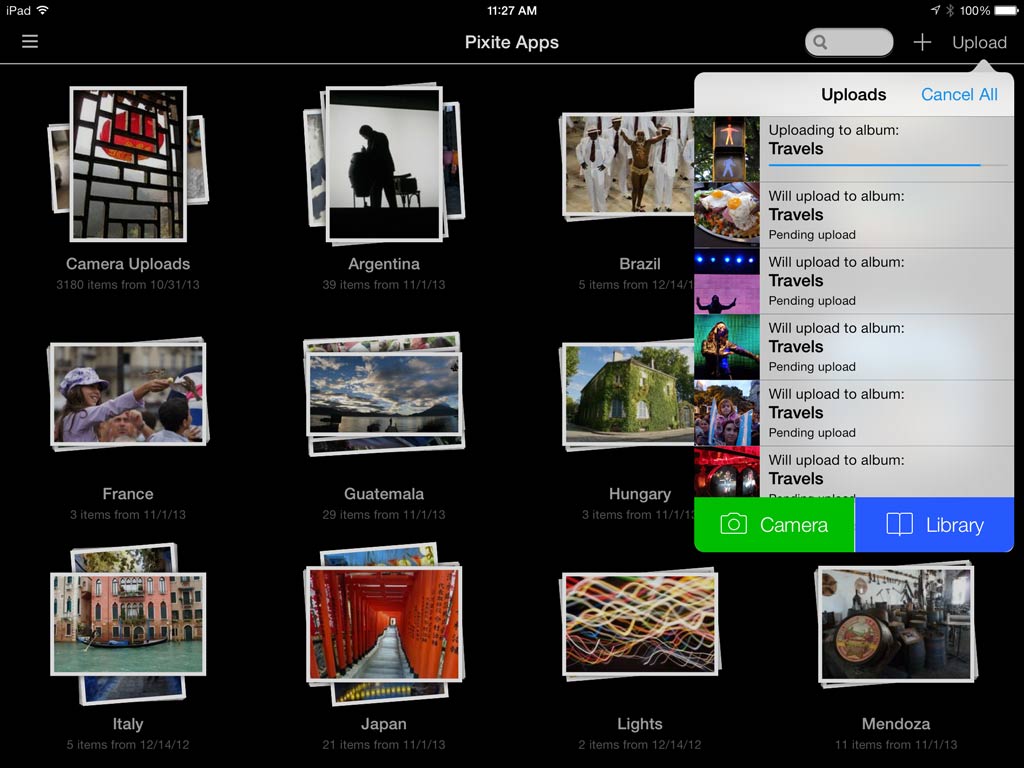 iPad
11:27 AM
100%
Pixite Apps
Upload
Uploads
Cancel All
Uploading to album:
Travels
Will upload to album:
Travels
Pending upload
Will upload to album:
Travels
Pending upload
Will upload to album:
Travels
Pending upload
Will upload to album:
Travels
Pending upload
Will upload to album:
Travels
Pending upload
Camera
Library
Camera Uploads
3180 items from 10/31/13
Argentina
39 items from 11/1/13
Brazil
5 items from 12/14/1
France
3 items from 11/1/13
Guatemala
29 items from 11/1/13
Hungary
3 items from 11/1/13
Italy
5 items from 12/14/12
Japan
21 items from 11/1/13
Lights
2 items from 12/14/12
Mendoza
11 items from 11/1/13